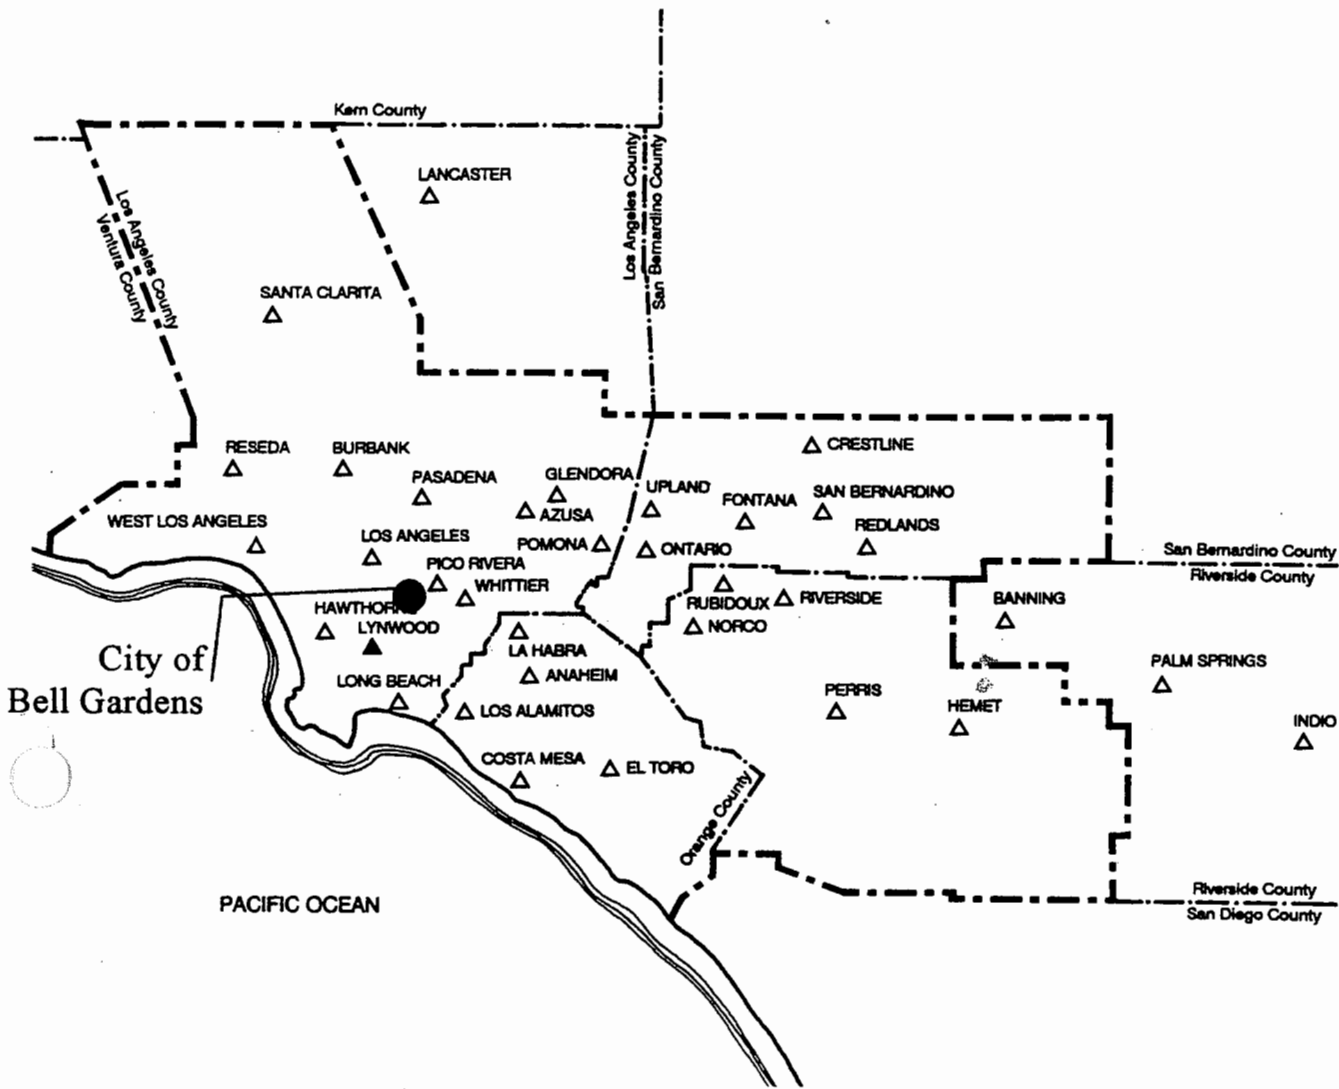 Kern County
LANCASTER
Los Angeles County
Ventura County
Los Angeles County
San Bernardino County
SANTA CLARITA
RESEDA
BURBANK
PASADENA
GLENDORA
AZUSA
UPLAND
FONTANA
CRESTLINE
SAN BERNARDINO
REDLANDS
WEST LOS ANGELES
LOS ANGELES
POMONA
ONTARIO
San Bernardino County
Riverside County
PICO RIVERA
WHITTIER
RUBIDOUX
RIVERSIDE
NORCO
BANNING
HAWTHORNE
LYNWOOD
City of
Bell Gardens
LA HABRA
ANAHEIM
LONG BEACH
LOS ALAMITOS
PERRIS
HEMET
PALM SPRINGS
INDIO
COSTA MESA
EL TORO
Orange County
PACIFIC OCEAN
Riverside County
San Diego County